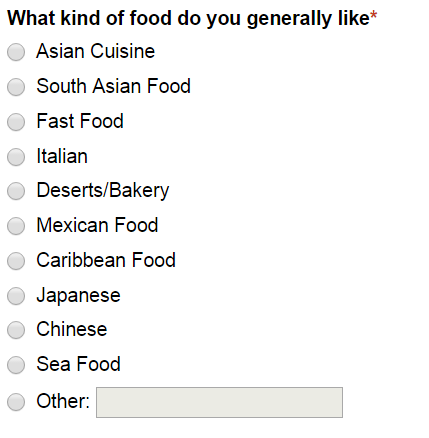 What kind of food do you generally like*
Asian Cuisine
South Asian Food
Fast Food
Italian
Deserts/Bakery
Mexican Food
Caribbean Food
Japanese
Chinese
Sea Food
Other: